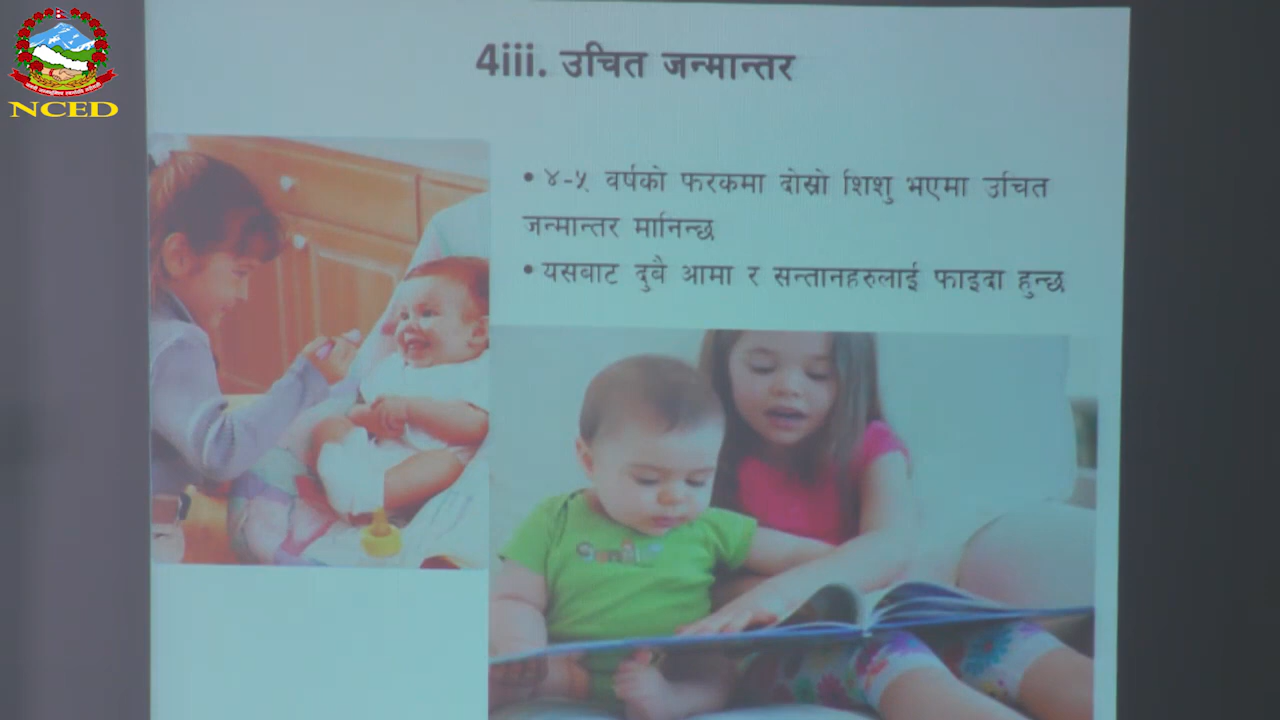 NCED
4iii. उचित जन्मान्तर
• ४-५ वर्षको फरकमा दोस्रो शिशु भएमा उचित
जन्मान्तर मानिन्छ
• यसबाट दुबै आमा र सन्तानहरुलाई फाइदा हुन्छ